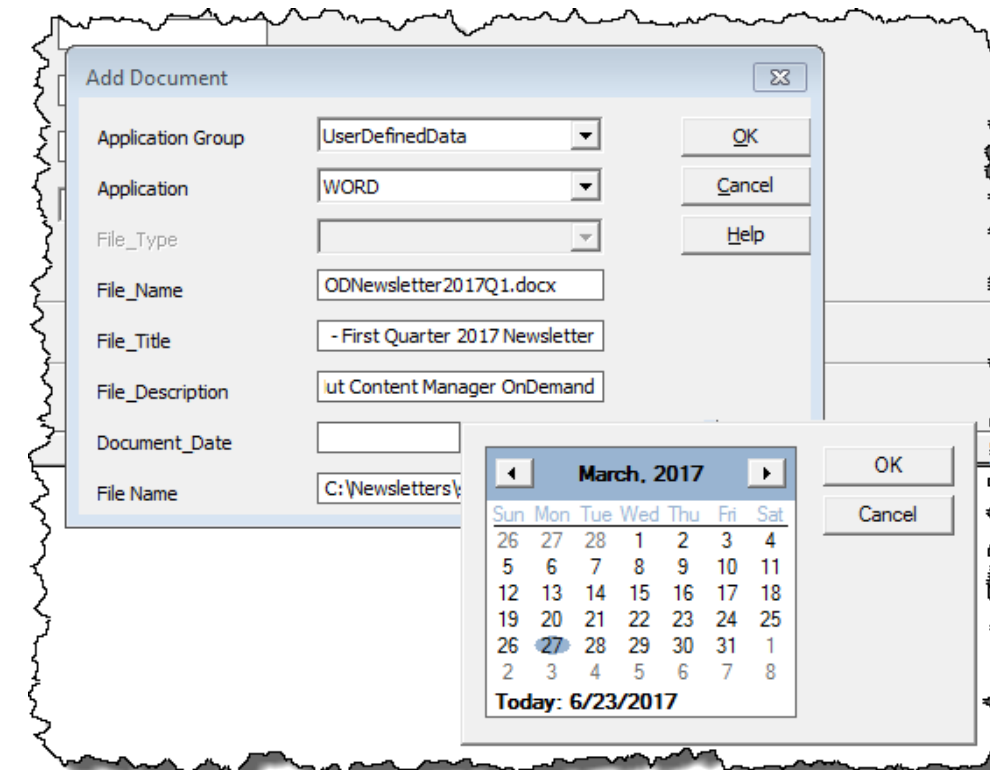 Add Document
Application Group UserDefinedData OK
Application WORD Cancel
File_Type Help
File_Name ODNewsletter2017Q1.docx
File_Title - First Quarter 2017 Newsletter
File_Description ut Content Manager OnDemand
Document_Date
File Name C:\Newsletters\
March, 2017 OK
Cancel
Sun Mon Tue Wed Thu Fri Sat
26 27 28 1 2 3 4
5 6 7 8 9 10 11
12 13 14 15 16 17 18
19 20 21 22 23 24 25
26 27 28 29 30 31 1
2 3 4 5 6 7 8
Today: 6/23/2017